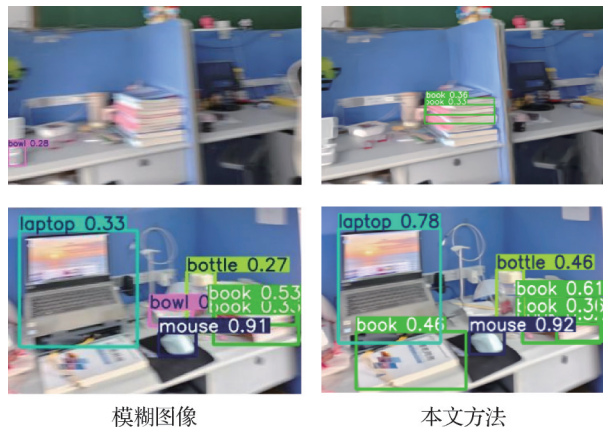 bowl 0.28
book 0.36
book 0.33
laptop 0.33
bottle 0.27
book 0.53
bowl 0
mouse 0.91
laptop 0.78
bottle 0.46
book 0.61
book 0.46
mouse 0.92
模糊图像
本文方法